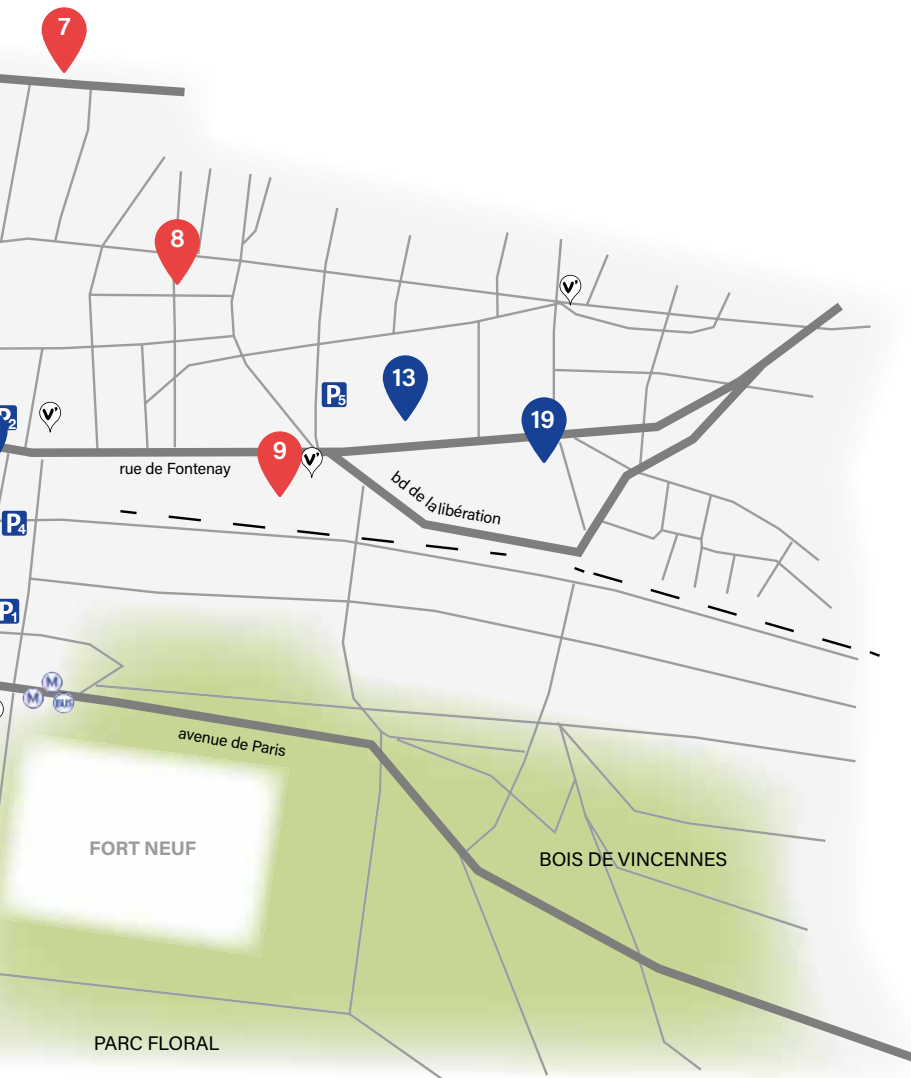 7
8
V'
13
P5
19
P2
V'
9
V'
rue de Fontenay
bd de la libération
P4
P1
M
M
BUS
avenue de Paris
FORT NEUF
BOIS DE VINCENNES
PARC FLORAL